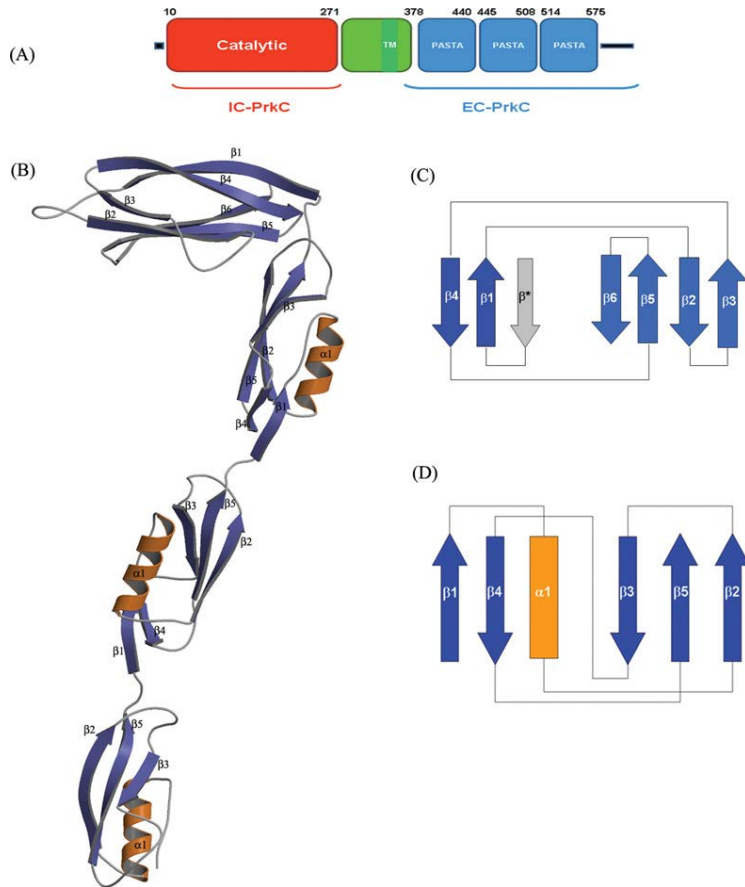 10 271 378 440 445 508 514 575
(A) Catalytic TM PASTA PASTA PASTA
IC-PrkC EC-PrkC
(B)
β1
β4
β3
β6
β2
β5
β3
α1
β2
β5
β1
β4
β3
β5
β2
α1
β4
β1
β2
β5
β3
α1
(C)
β4 β1 β* β6 β5 β2 β3
(D)
β1 β4 α1 β3 β5 β2